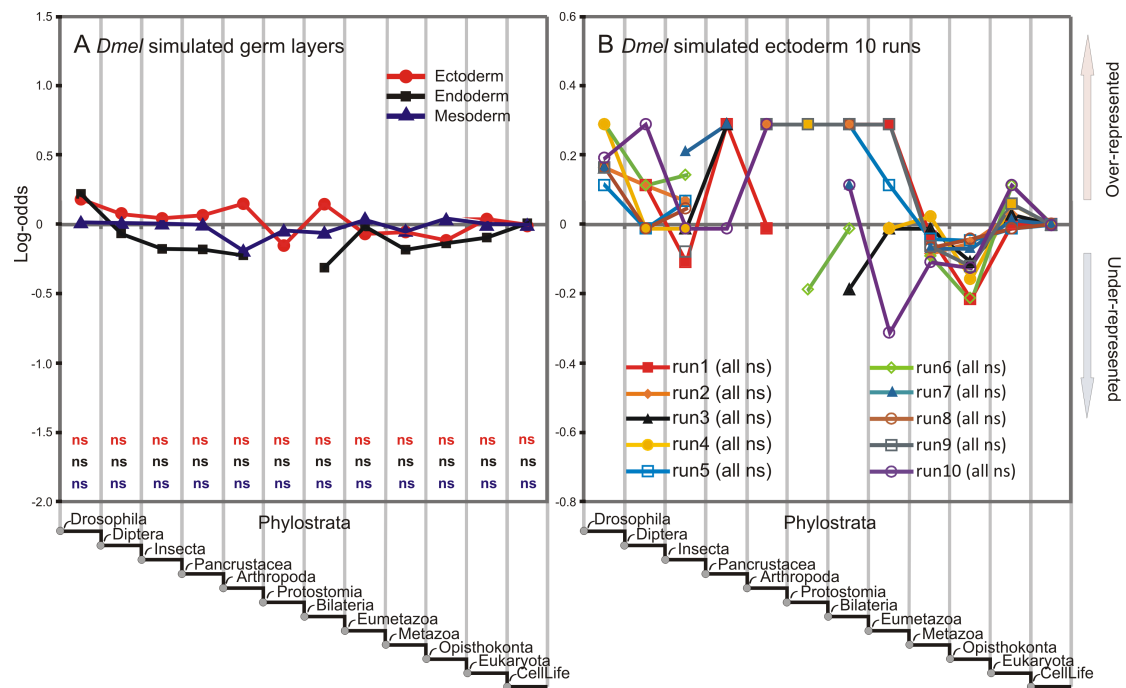 A Dmel simulated germ layers
1.5
1.0
0.5
0
-0.5
-1.0
-1.5
-2.0
Log-odds
Ectoderm
Endoderm
Mesoderm
ns ns ns ns ns ns ns ns ns ns ns ns
ns ns ns ns ns ns ns ns ns ns ns ns
ns ns ns ns ns ns ns ns ns ns ns ns
Phylostrata
Drosophila
Diptera
Insecta
Pancrustacea
Arthropoda
Protostomia
Bilateria
Eumetazoa
Metazoa
Opisthokonta
Eukaryota
CellLife
B Dmel simulated ectoderm 10 runs
0.6
0.4
0.2
0
-0.2
-0.4
-0.6
-0.8
run1 (all ns)
run2 (all ns)
run3 (all ns)
run4 (all ns)
run5 (all ns)
run6 (all ns)
run7 (all ns)
run8 (all ns)
run9 (all ns)
run10 (all ns)
Phylostrata
Drosophila
Diptera
Insecta
Pancrustacea
Arthropoda
Protostomia
Bilateria
Eumetazoa
Metazoa
Opisthokonta
Eukaryota
CellLife
Over-represented
Under-represented